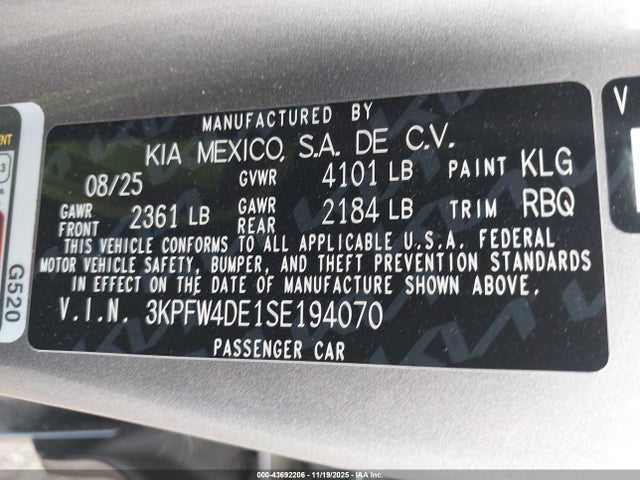 MANUFACTURED BY
KIA MEXICO, S.A. DE C.V.
08/25 GVWR 4101 LB PAINT KLG
GAWR FRONT 2361 LB GAWR REAR 2184 LB TRIM RBQ
THIS VEHICLE CONFORMS TO ALL APPLICABLE U.S.A. FEDERAL
MOTOR VEHICLE SAFETY, BUMPER, AND THEFT PREVENTION STANDARDS
IN EFFECT ON THE DATE OF MANUFACTURE SHOWN ABOVE.
V.I.N. 3KPFW4DE1SE194070
PASSENGER CAR
G520
V
3
000-43692206 - 11/19/2025 - IAA